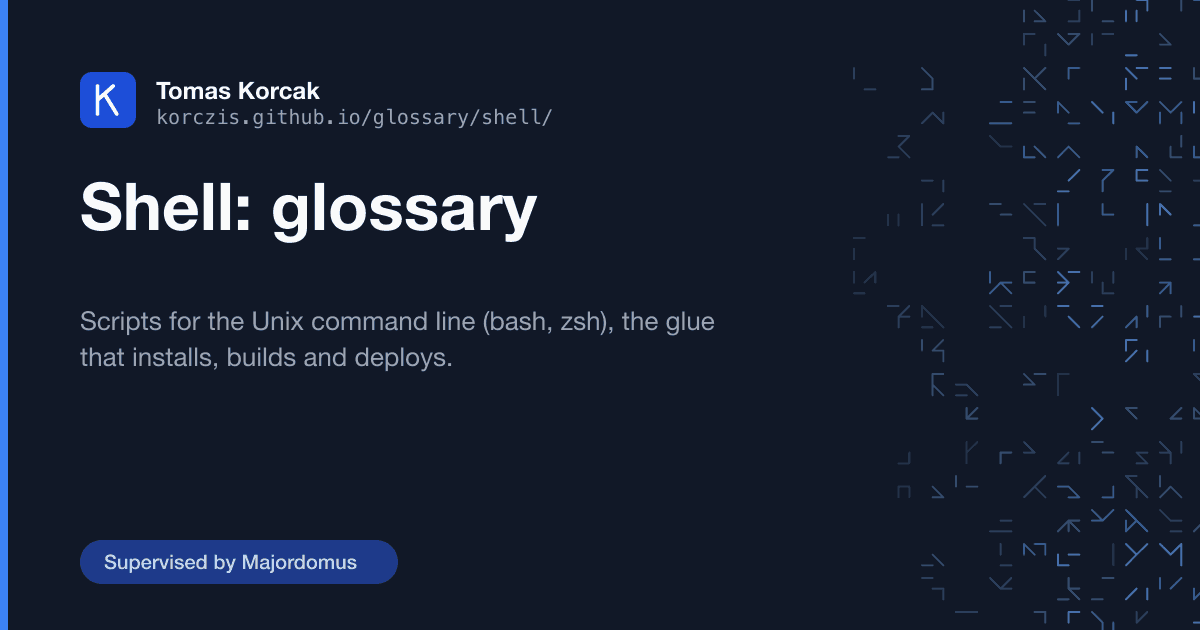 K
Tomas Korcak
korczis.github.io/glossary/shell/
Shell: glossary
Scripts for the Unix command line (bash, zsh), the glue
that installs, builds and deploys.
Supervised by Majordomus